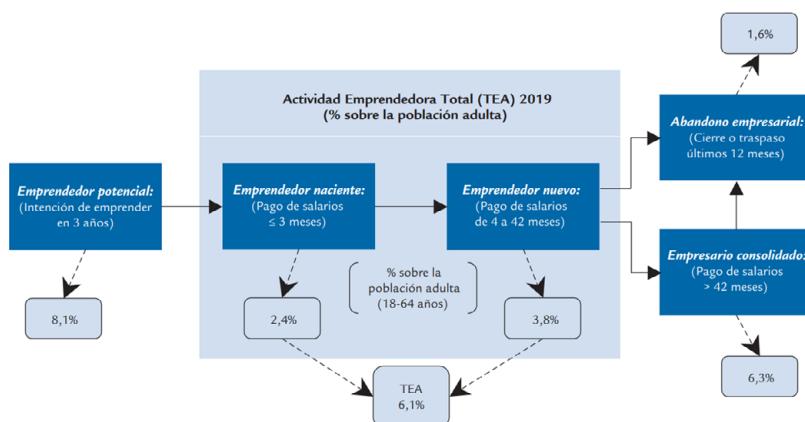 1,6%
Actividad Emprendedora Total (TEA) 2019
(% sobre la población adulta)
Abandono empresarial:
(Cierre o traspaso
últimos 12 meses)
Emprendedor potencial:
(Intención de emprender
en 3 años)
Emprendedor naciente:
(Pago de salarios
≤ 3 meses)
Emprendedor nuevo:
(Pago de salarios
de 4 a 42 meses)
Empresario consolidado:
(Pago de salarios
> 42 meses)
% sobre la
población adulta
(18-64 años)
8,1%
2,4%
3,8%
6,3%
TEA
6,1%